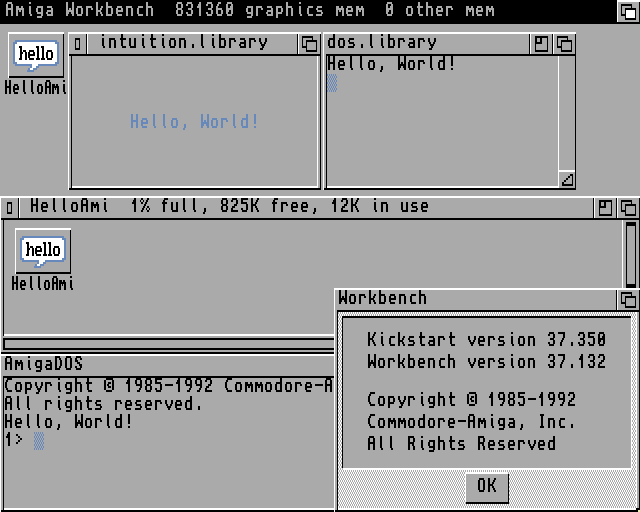 Amiga Workbench  831360 graphics mem  0 other mem
hello
HelloAmi
intuition.library
Hello, World!
dos.library
Hello, World!
HelloAmi  1% full, 825K free, 12K in use
hello
HelloAmi
AmigaDOS
Copyright © 1985-1992 Commodore-A
All rights reserved.
Hello, World!
1>
Workbench
Kickstart version 37.350
Workbench version 37.132
Copyright © 1985-1992
Commodore-Amiga, Inc.
All Rights Reserved
OK